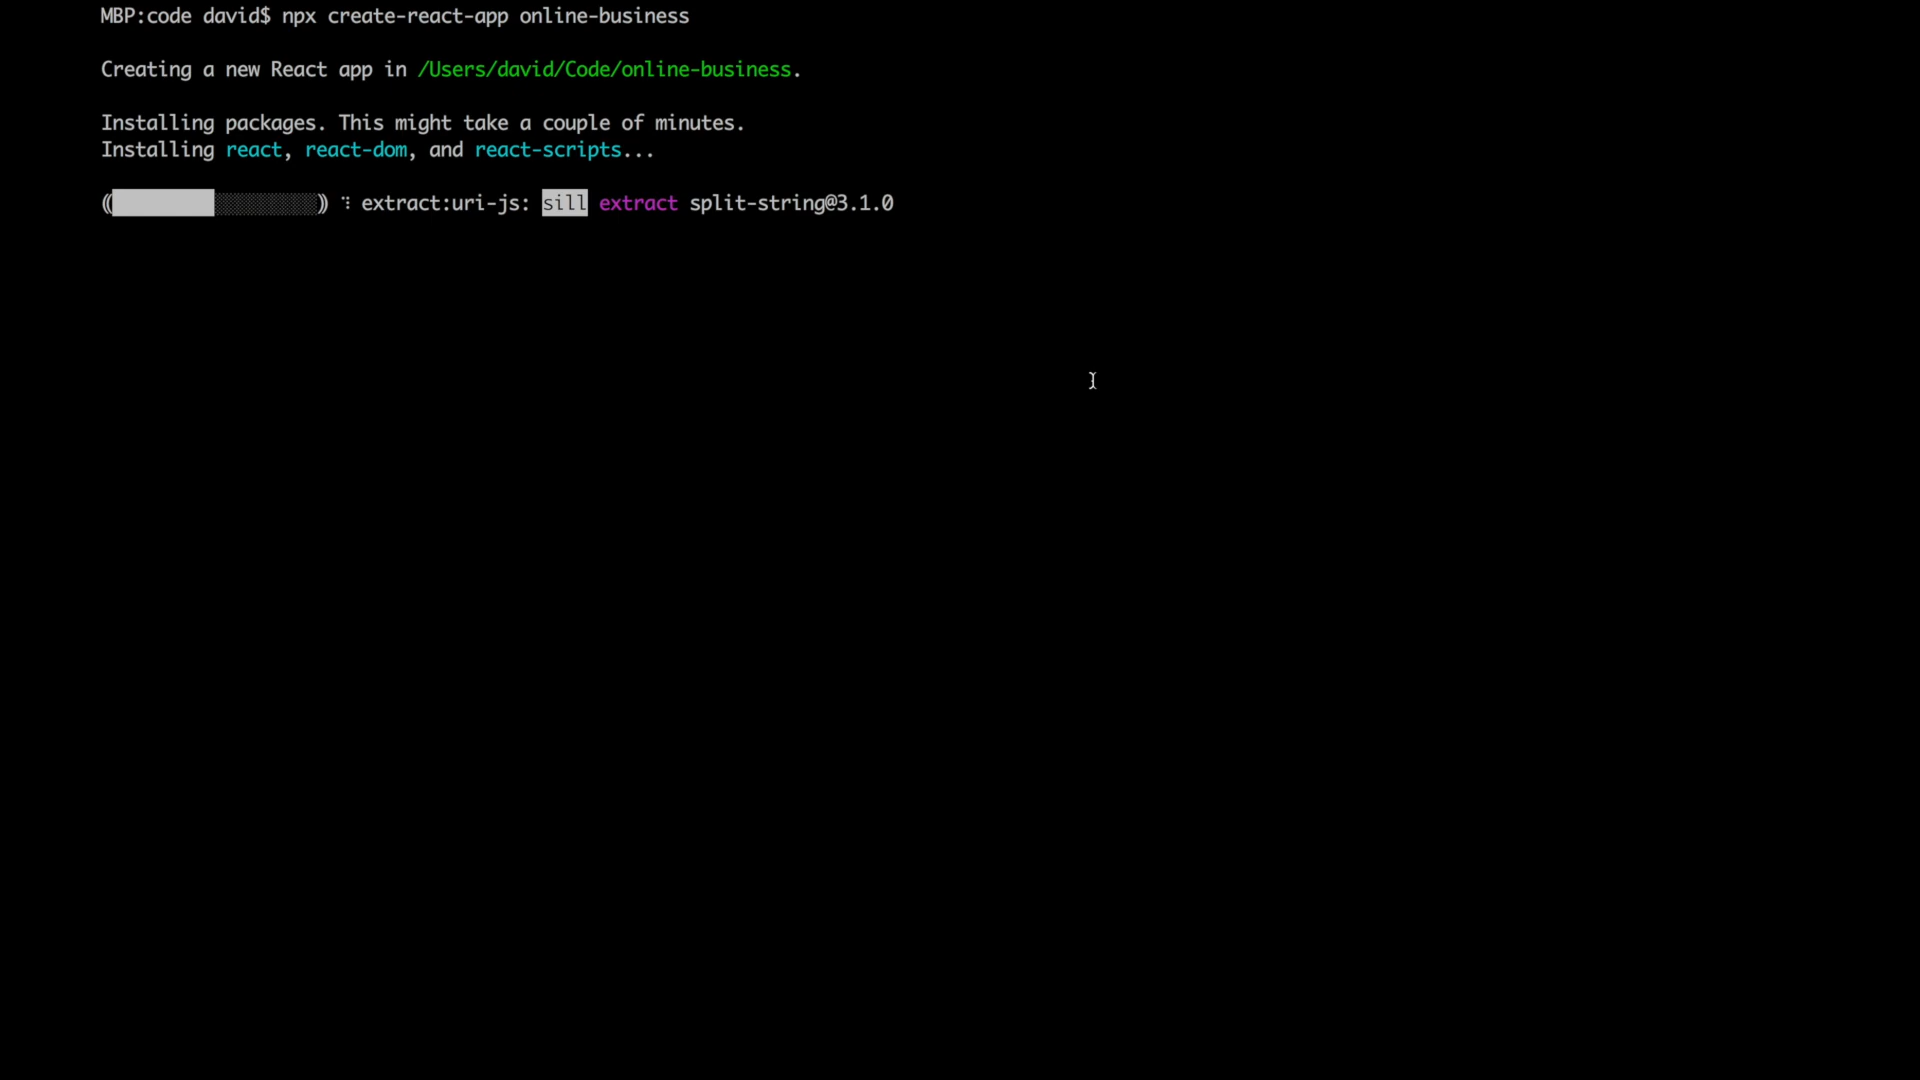 MBP:code david$ npx create-react-app online-business
Creating a new React app in /Users/david/Code/online-business.
Installing packages. This might take a couple of minutes.
Installing react, react-dom, and react-scripts...
(██████████░░░░░░░░░░) ⠹ extract:uri-js: sill extract split-string@3.1.0